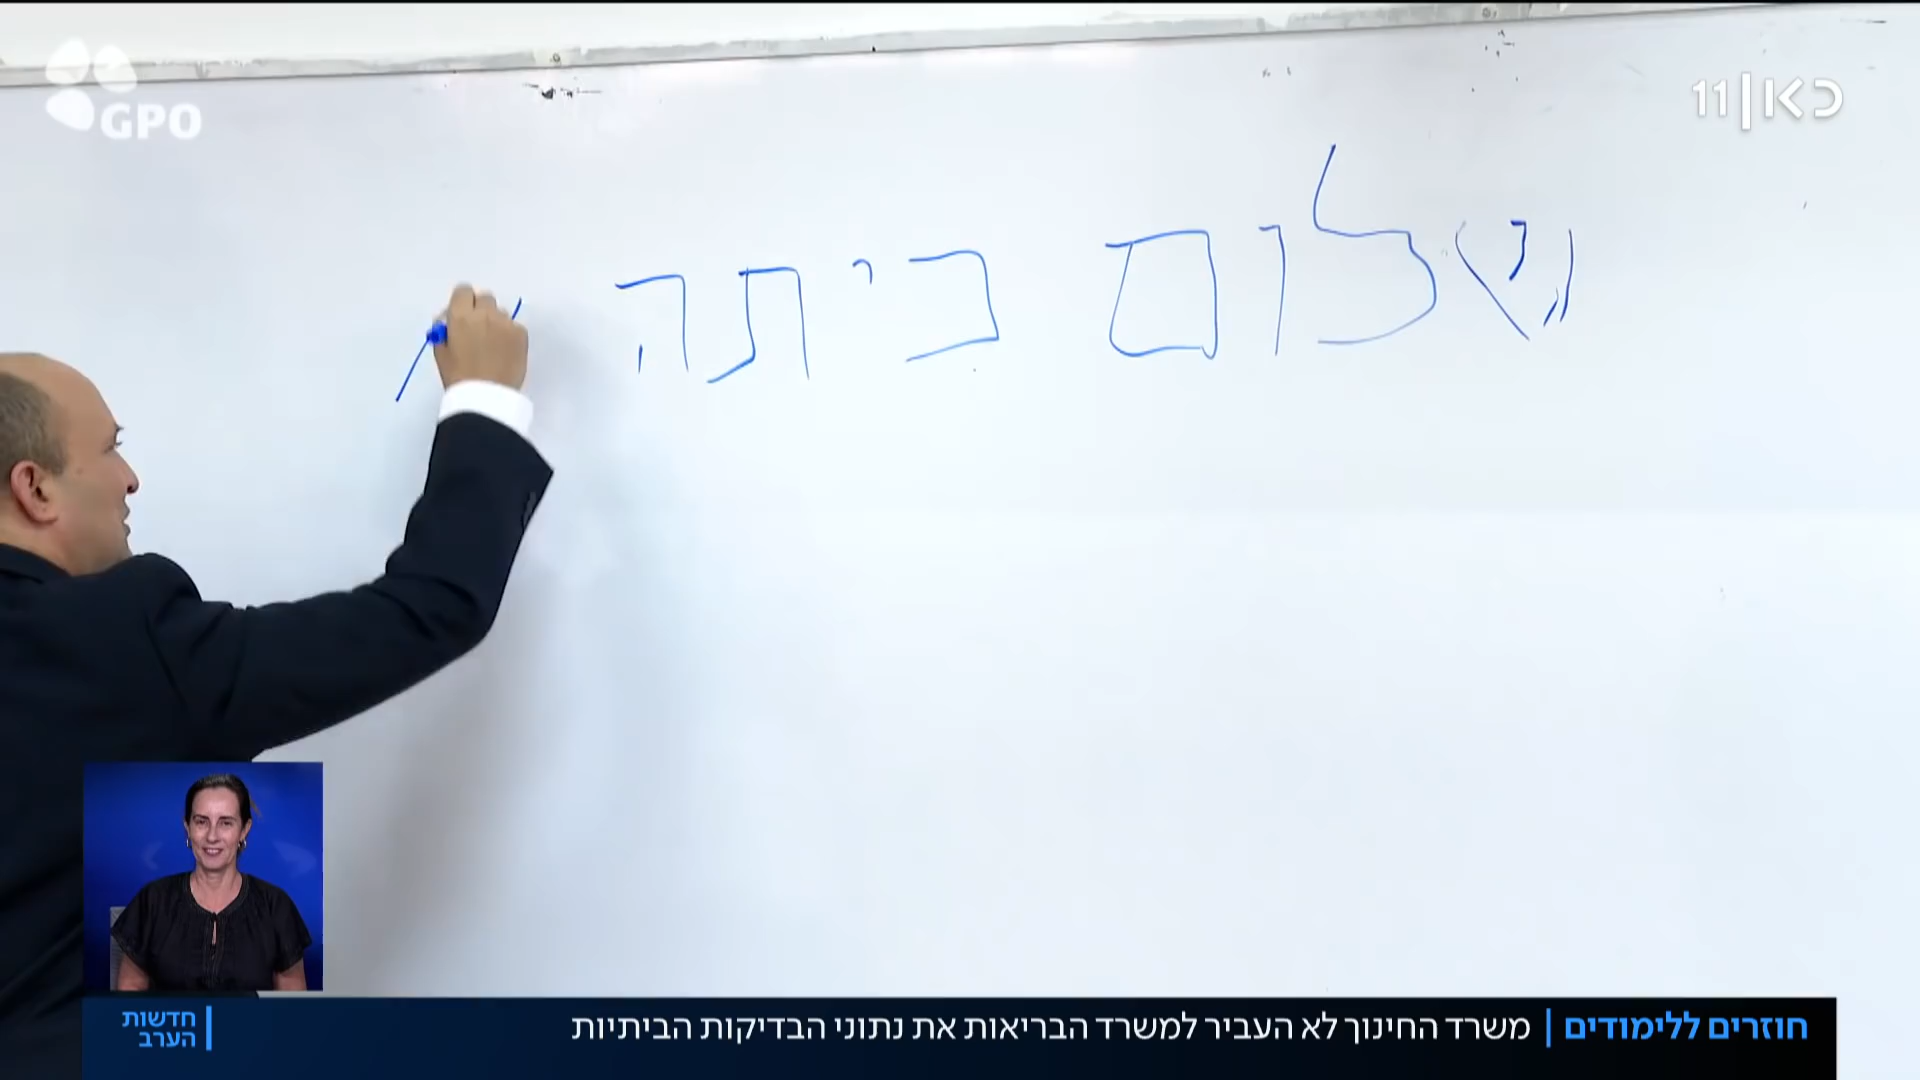 GPO
כאן 11
שלום כיתה
חוזרים ללימודים | משרד החינוך לא העביר למשרד הבריאות את נתוני הבדיקות הביתיות
חדשות
הערב